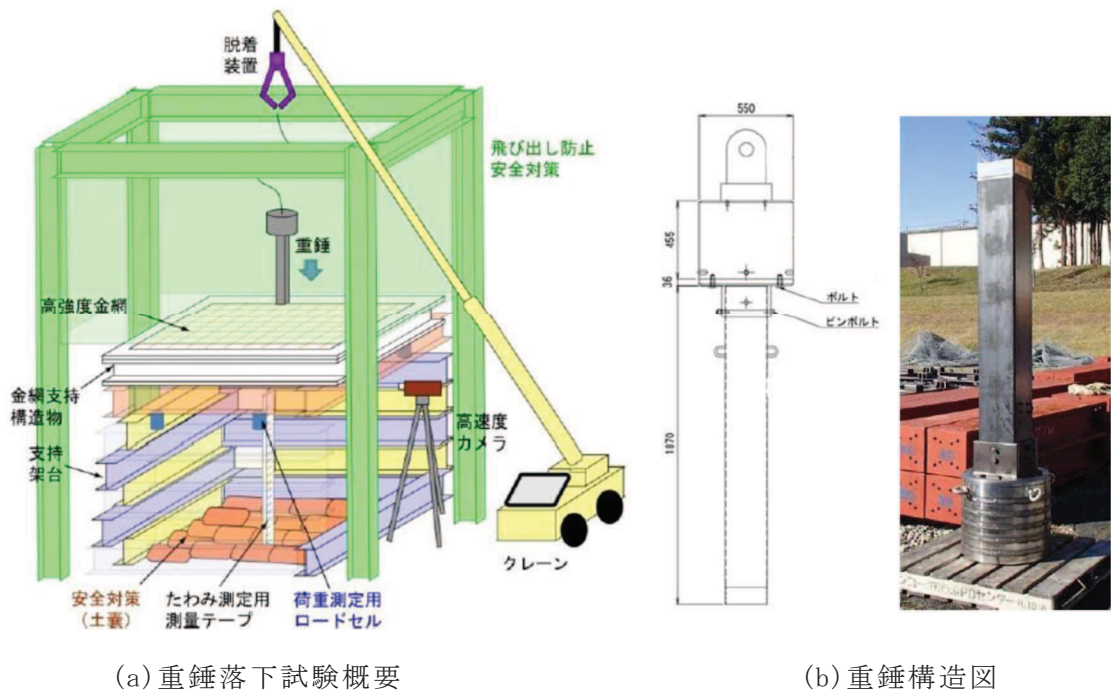 脱着
装置
飛び出し防止
安全対策
重錘
高強度金網
金網支持
構造物
支持
架台
高速度
カメラ
クレーン
安全対策
(土嚢)
たわみ測定用
測量テープ
荷重測定用
ロードセル
(a)重錘落下試験概要
550
455
36
1870
ボルト
ピンボルト
(b)重錘構造図